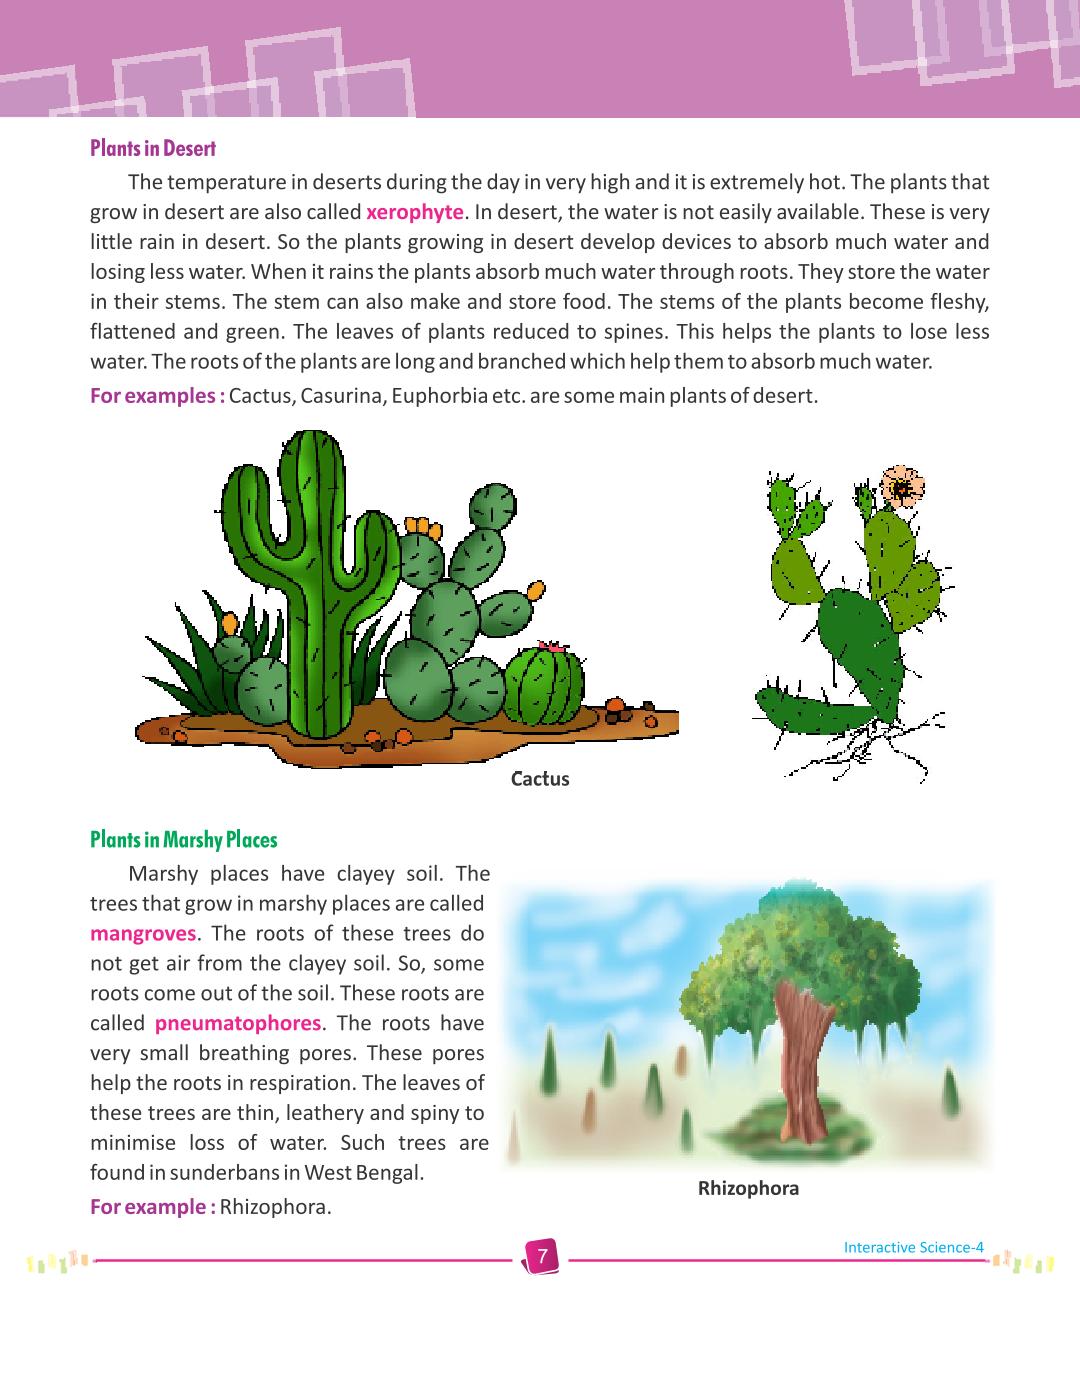 Plants in Desert
The temperature in deserts during the day in very high and it is extremely hot. The plants that
grow in desert are also called xerophyte. In desert, the water is not easily available. These is very
little rain in desert. So the plants growing in desert develop devices to absorb much water and
losing less water. When it rains the plants absorb much water through roots. They store the water
in their stems. The stem can also make and store food. The stems of the plants become fleshy,
flattened and green. The leaves of plants reduced to spines. This helps the plants to lose less
water. The roots of the plants are long and branched which help them to absorb much water.
For examples : Cactus, Casurina, Euphorbia etc. are some main plants of desert.
Cactus
Plants in Marshy Places
Marshy places have clayey soil. The
trees that grow in marshy places are called
mangroves. The roots of these trees do
not get air from the clayey soil. So, some
roots come out of the soil. These roots are
called pneumatophores. The roots have
very small breathing pores. These pores
help the roots in respiration. The leaves of
these trees are thin, leathery and spiny to
minimise loss of water. Such trees are
found in sunderbans in West Bengal.
For example : Rhizophora.
Rhizophora
7
Interactive Science-4